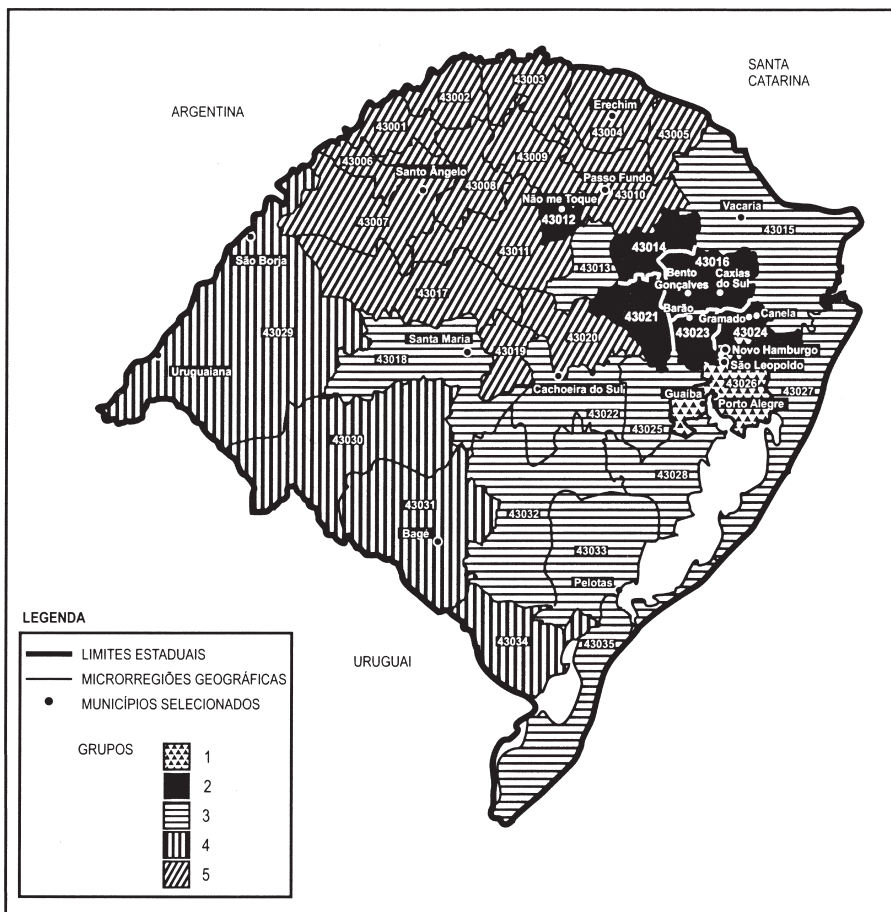 SANTA
CATARINA
ARGENTINA
43003
43002
Erechim
43001
43004
43005
43006
43009
Santo Ângelo
43008
Passo Fundo
43010
Não me Toque
43012
Vacaria
43007
43015
43014
São Borja
43011
43016
43013
Bento
Gonçalves
Caxias
do Sul
43017
Barão
Canela
43021
Gramado
43029
43020
43023
43024
Santa Maria
43018
43019
Novo Hamburgo
São Leopoldo
Uruguaiana
43026
43027
Cachoeira do Sul
Guaíba
Porto Alegre
43022
43025
43030
43028
43031
43032
Bagé
43033
Pelotas
43034
43035
URUGUAI
LEGENDA
LIMITES ESTADUAIS
MICRORREGIÕES GEOGRÁFICAS
MUNICÍPIOS SELECIONADOS
GRUPOS
1
2
3
4
5